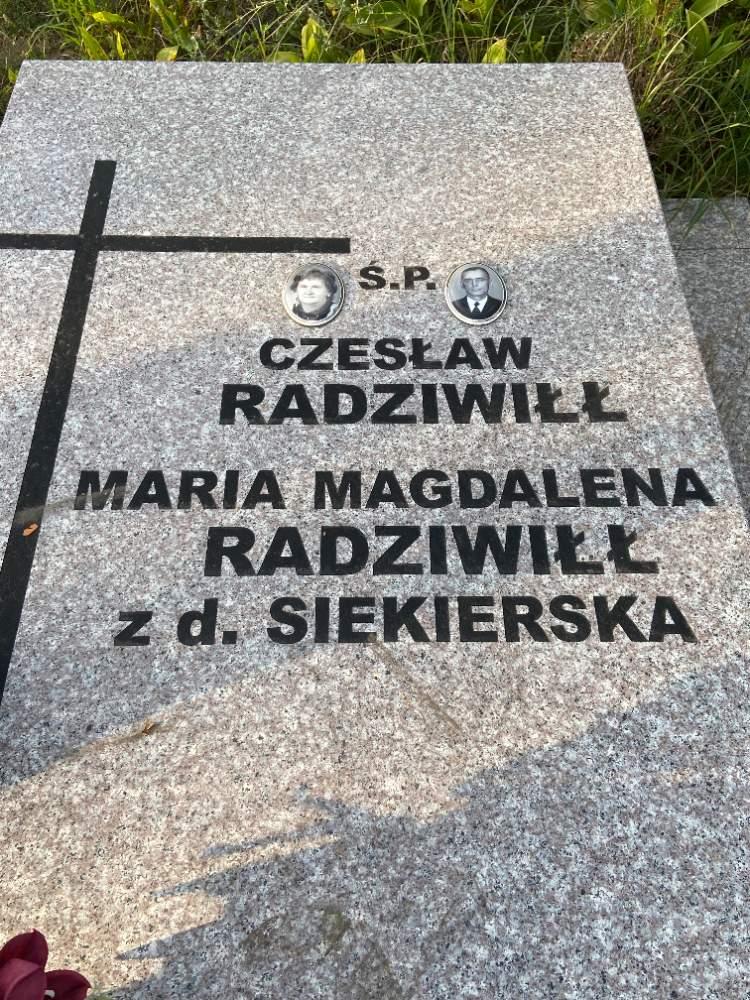 Ś.P.
CZESŁAW
RADZIWIŁŁ
MARIA MAGDALENA
RADZIWIŁŁ
z d. SIEKIERSKA